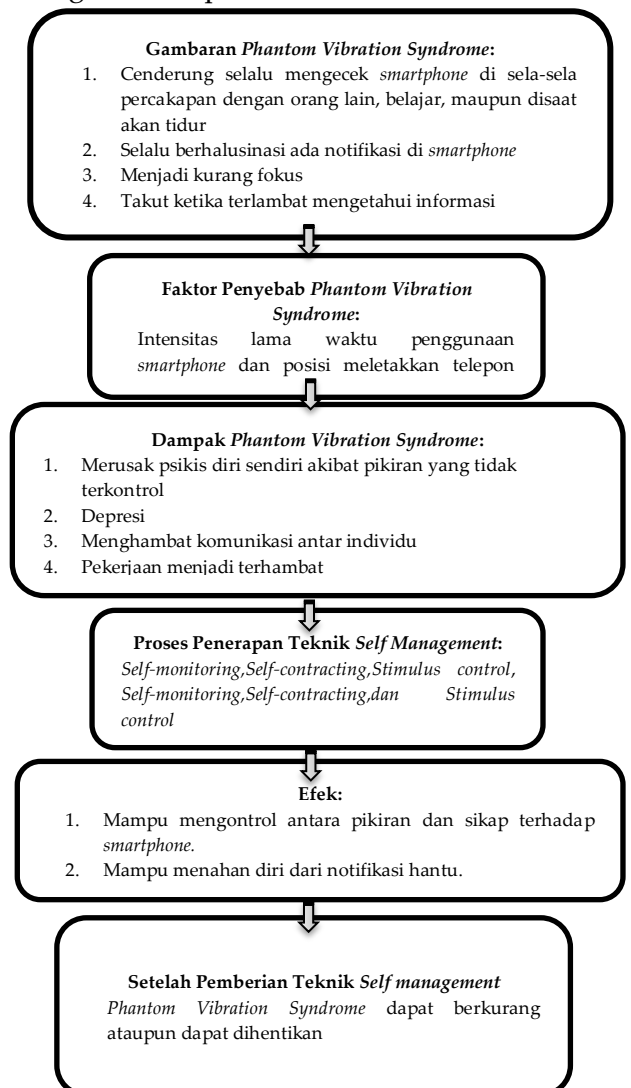 Gambaran Phantom Vibration Syndrome:
1. Cenderung selalu mengecek smartphone di sela-sela
percakapan dengan orang lain, belajar, maupun disaat
akan tidur
2. Selalu berhalusinasi ada notifikasi di smartphone
3. Menjadi kurang fokus
4. Takut ketika terlambat mengetahui informasi
Faktor Penyebab Phantom Vibration
Syndrome:
Intensitas lama waktu penggunaan
smartphone dan posisi meletakkan telepon
Dampak Phantom Vibration Syndrome:
1. Merusak psikis diri sendiri akibat pikiran yang tidak
terkontrol
2. Depresi
3. Menghambat komunikasi antar individu
4. Pekerjaan menjadi terhambat
Proses Penerapan Teknik Self Management:
Self-monitoring,Self-contracting,Stimulus control,
Self-monitoring,Self-contracting,dan Stimulus
control
Efek:
1. Mampu mengontrol antara pikiran dan sikap terhadap
smartphone.
2. Mampu menahan diri dari notifikasi hantu.
Setelah Pemberian Teknik Self management
Phantom Vibration Syndrome dapat berkurang
ataupun dapat dihentikan